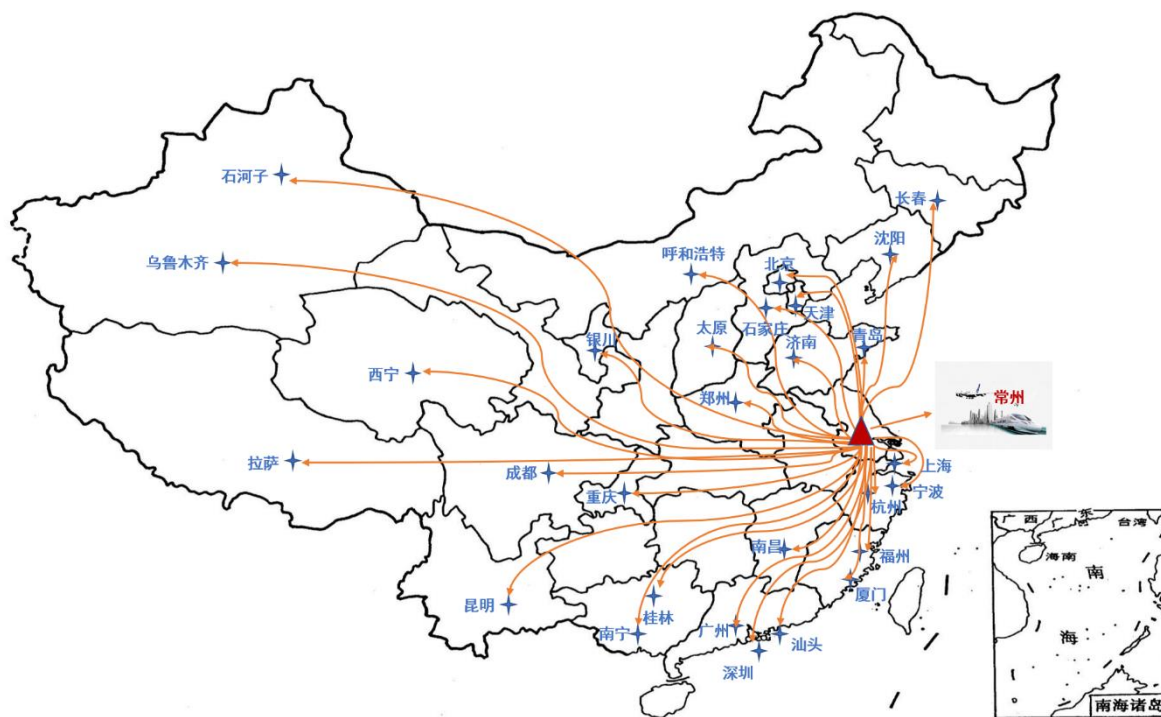 石河子
长春
沈阳
呼和浩特
北京
乌鲁木齐
天津
石家庄
太原
银川
济南
青岛
西宁
郑州
常州
拉萨
成都
上海
重庆
宁波
杭州
南昌
福州
厦门
昆明
桂林
南宁
广州
汕头
深圳
广西
广东
台湾
海南
南
海
南海诸岛